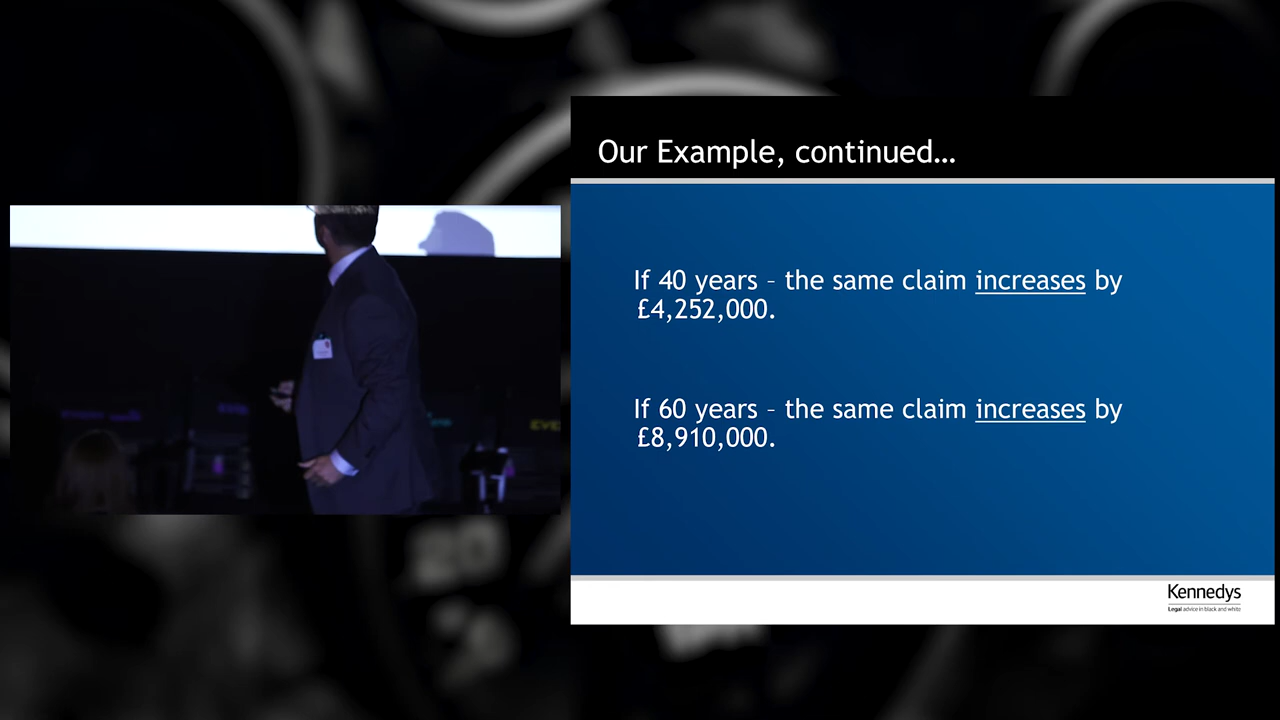 Our Example, continued…
If 40 years – the same claim increases by
£4,252,000.
If 60 years – the same claim increases by
£8,910,000.
Kennedys
Legal advice in black and white
20